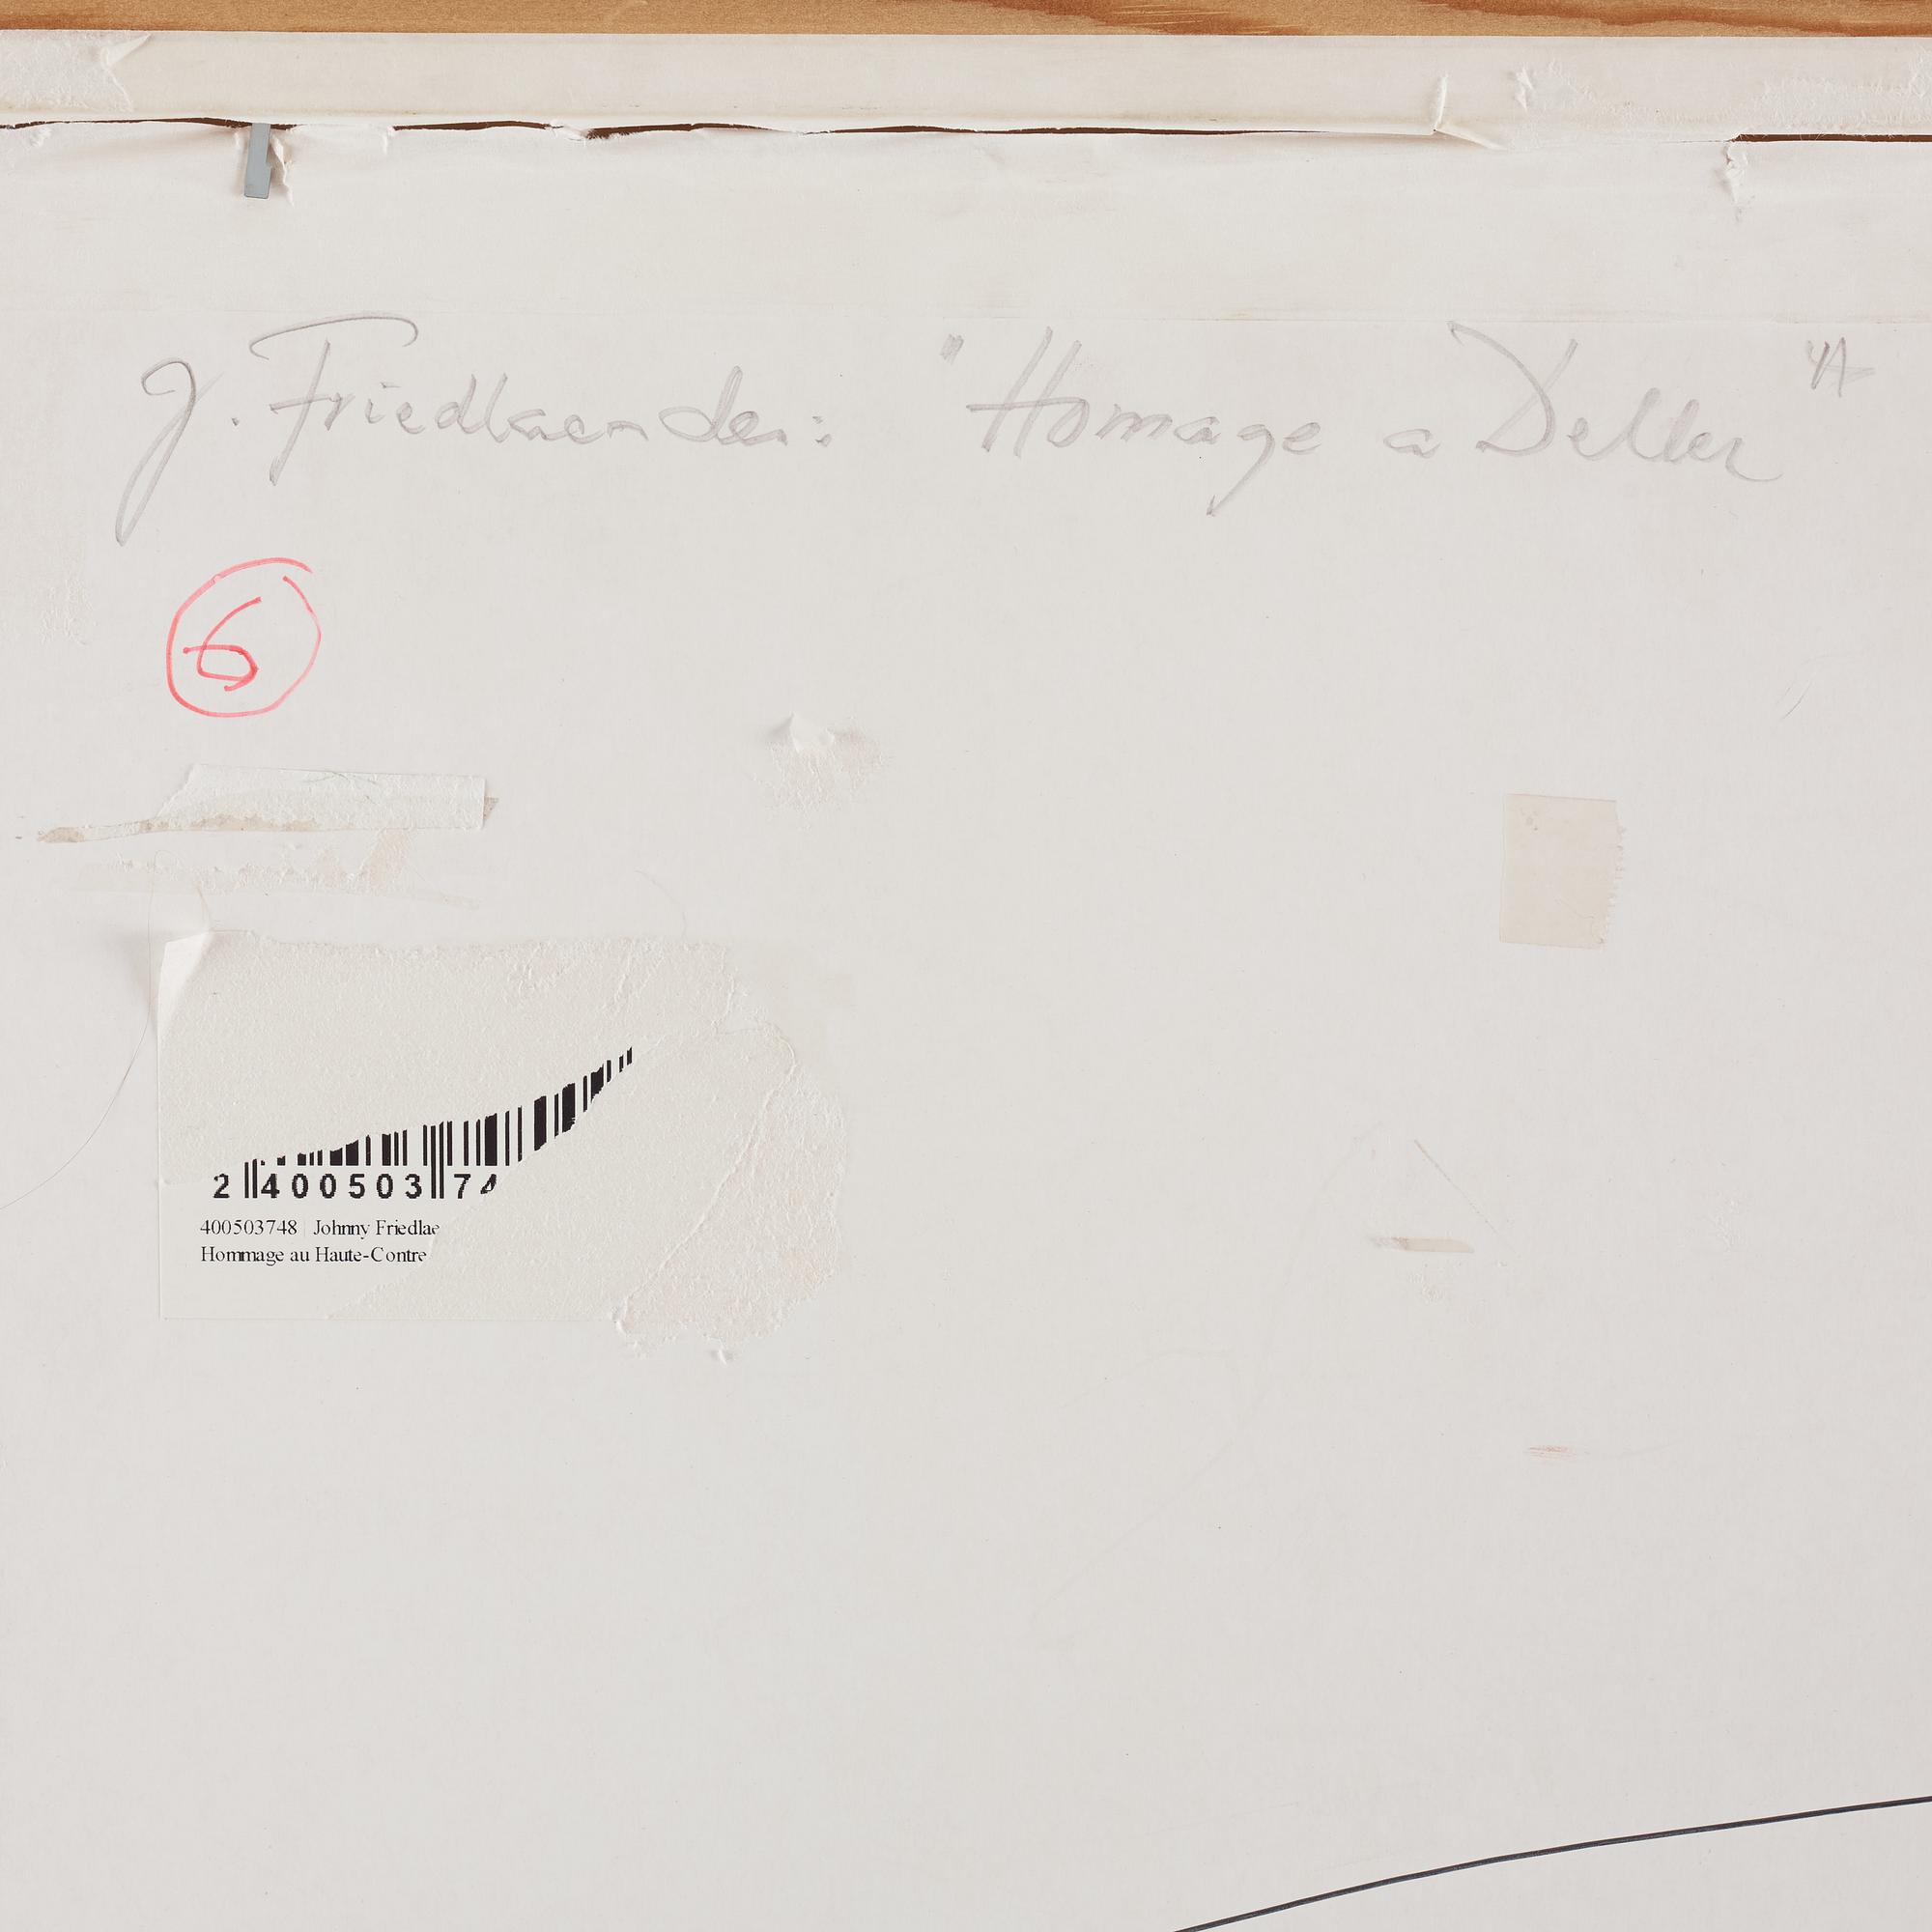 J. Friedlaender: "Homage a Deller"
6
2 400503 74
400503748 | Johnny Friedlae
Hommage au Haute-Contre